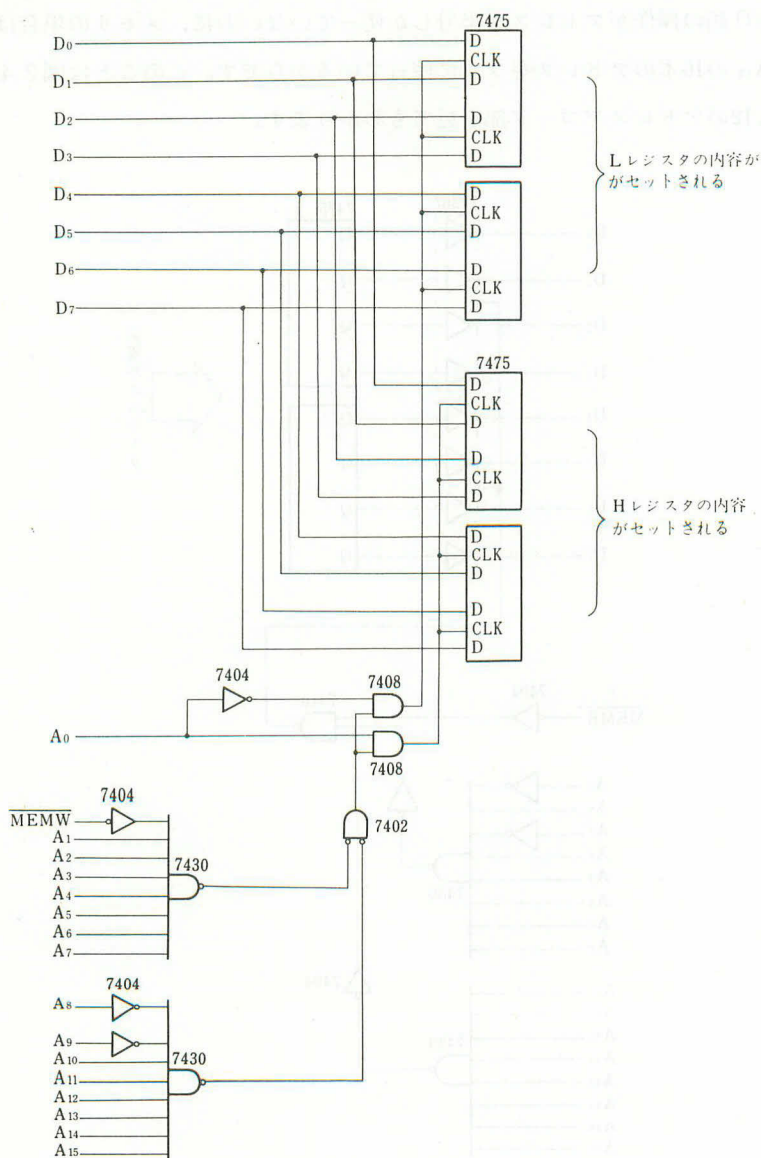 7475
D₀
D₁
D₂
D₃
D₄
D₅
D₆
D₇
D
CLK
D
D
CLK
D
D
CLK
D
D
CLK
D
Lレジスタの内容が
がセットされる
7475
D
CLK
D
D
CLK
D
D
CLK
D
D
CLK
D
Hレジスタの内容
がセットされる
7404
7408
A₀
7408
7404
7402
MEMW
A₁
A₂
A₃
A₄
A₅
A₆
A₇
7430
7404
A₈
A₉
A₁₀
A₁₁
A₁₂
A₁₃
A₁₄
A₁₅
7430